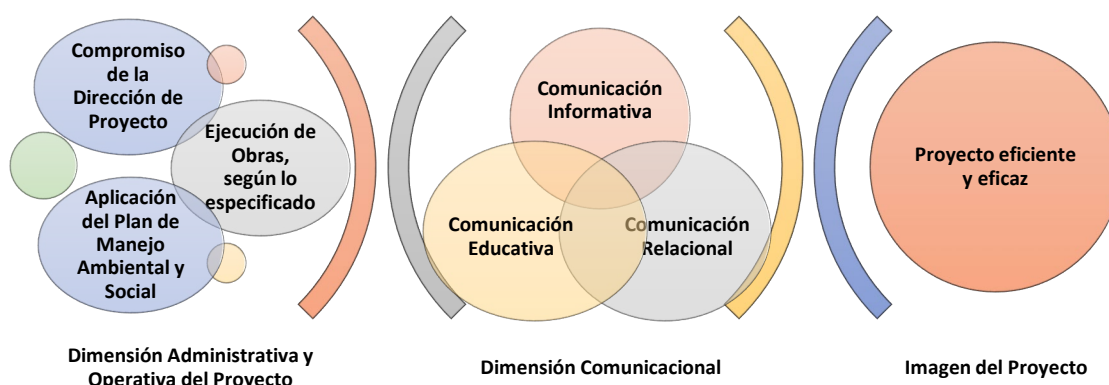 Compromiso
de la
Dirección de
Proyecto
Ejecución de
Obras,
según lo
especificado
Aplicación
del Plan de
Manejo
Ambiental y
Social
Comunicación
Informativa
Comunicación
Educativa
Comunicación
Relacional
Proyecto eficiente
y eficaz
Dimensión Administrativa y
Operativa del Proyecto
Dimensión Comunicacional
Imagen del Proyecto